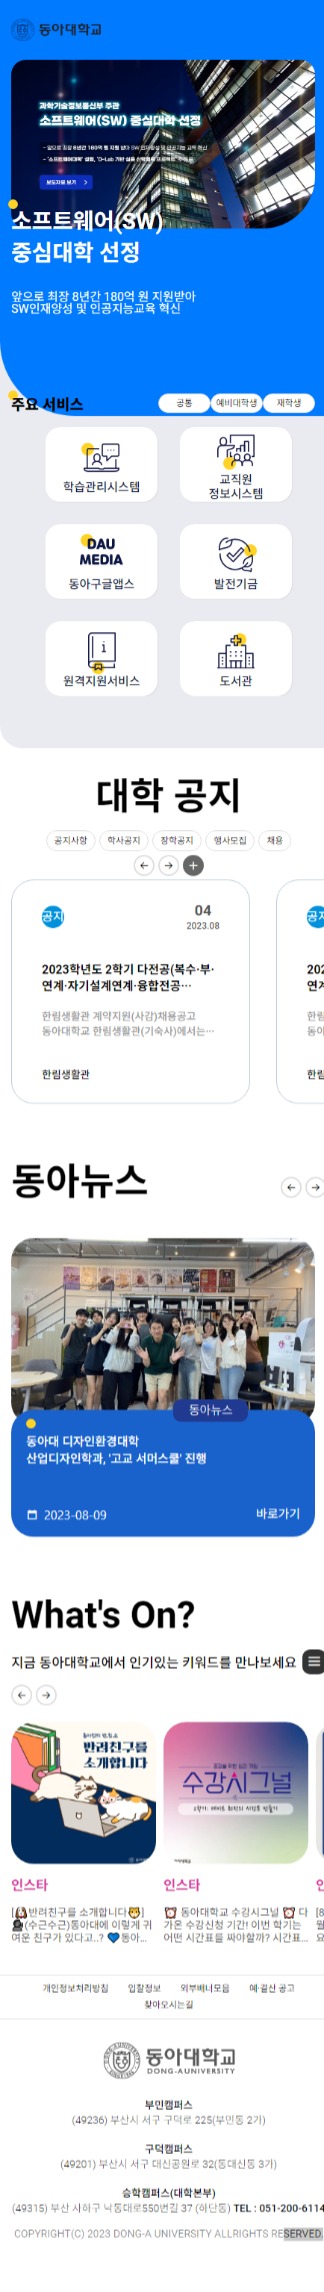 동아대학교
과학기술정보통신부 주관
소프트웨어(SW) 중심대학 선정
보도자료 보기
소프트웨어(SW)
중심대학 선정
앞으로 최장 8년간 180억 원 지원받아
SW인재양성 및 인공지능교육 혁신
주요 서비스
공통
예비대학생
재학생
학습관리시스템
교직원
정보시스템
DAU
MEDIA
동아구글앱스
발전기금
원격지원서비스
도서관
대학 공지
공지사항
학사공지
장학공지
행사모집
채용
공지
04
2023.08
2023학년도 2학기 다전공(복수·부·
연계·자기설계연계·융합전공…
한림생활관 계약지원(사감)채용공고
동아대학교 한림생활관(기숙사)에서는…
한림생활관
동아뉴스
동아뉴스
동아대 디자인환경대학
산업디자인학과, '고교 서머스쿨' 진행
2023-08-09
바로가기
What's On?
지금 동아대학교에서 인기있는 키워드를 만나보세요
반려친구를
소개합니다
수강시그널
인스타
[🐶반려친구를 소개합니다🐯]
(수근수근)동아대에 이렇게 귀
여운 친구가 있다고..? 💙동아...
인스타
⏰ 동아대학교 수강시그널 ⏰ 다
가온 수강신청 기간! 이번 학기는
어떤 시간표를 짜야할까? 시간표...
개인정보처리방침
입찰정보
외부배너모음
예·결산 공고
찾아오시는길
동아대학교
DONG-A UNIVERSITY
부민캠퍼스
(49236) 부산시 서구 구덕로 225(부민동 2가)
구덕캠퍼스
(49201) 부산시 서구 대신공원로 32(동대신동 3가)
승학캠퍼스(대학본부)
(49315) 부산 사하구 낙동대로550번길 37 (하단동) TEL : 051-200-6114
COPYRIGHT(C) 2023 DONG-A UNIVERSITY ALLRIGHTS RESERVED.